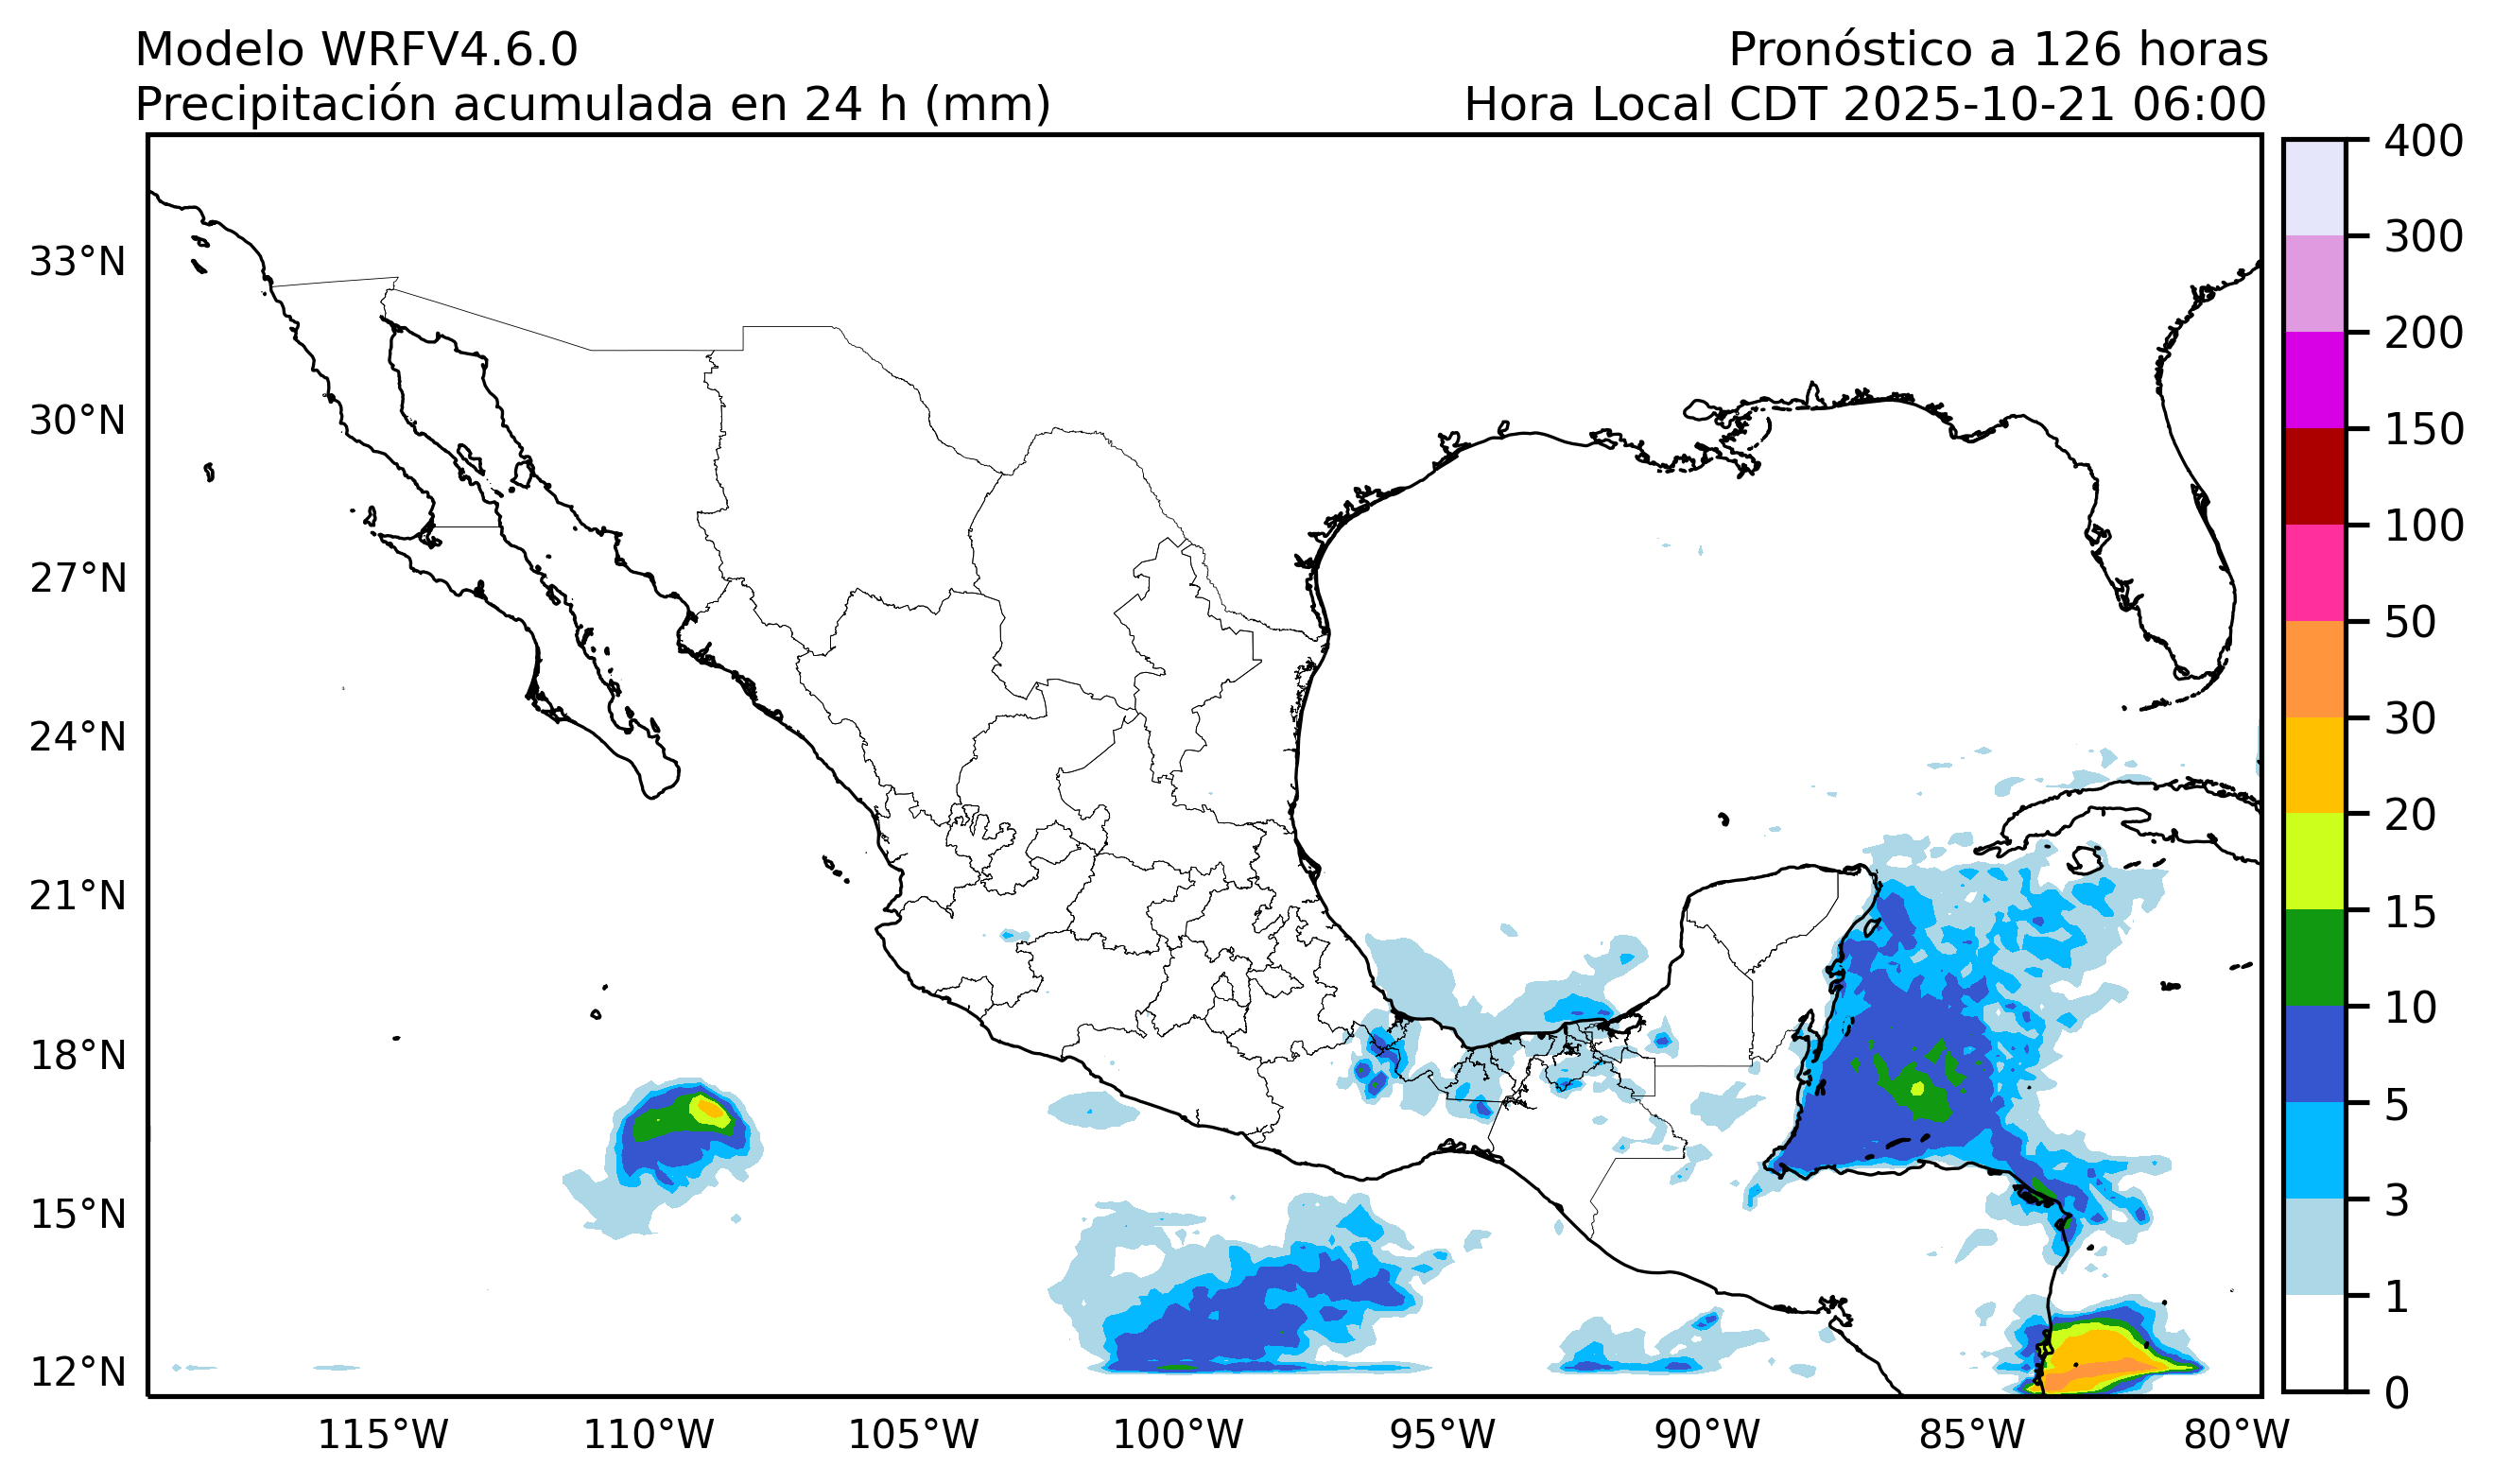 Modelo WRFV4.6.0
Pronóstico a 126 horas
Precipitación acumulada en 24 h (mm)
Hora Local CDT 2025-10-21 06:00
33°N
30°N
27°N
24°N
21°N
18°N
15°N
12°N
115°W
110°W
105°W
100°W
95°W
90°W
85°W
80°W
400
300
200
150
100
50
30
20
15
10
5
3
1
0